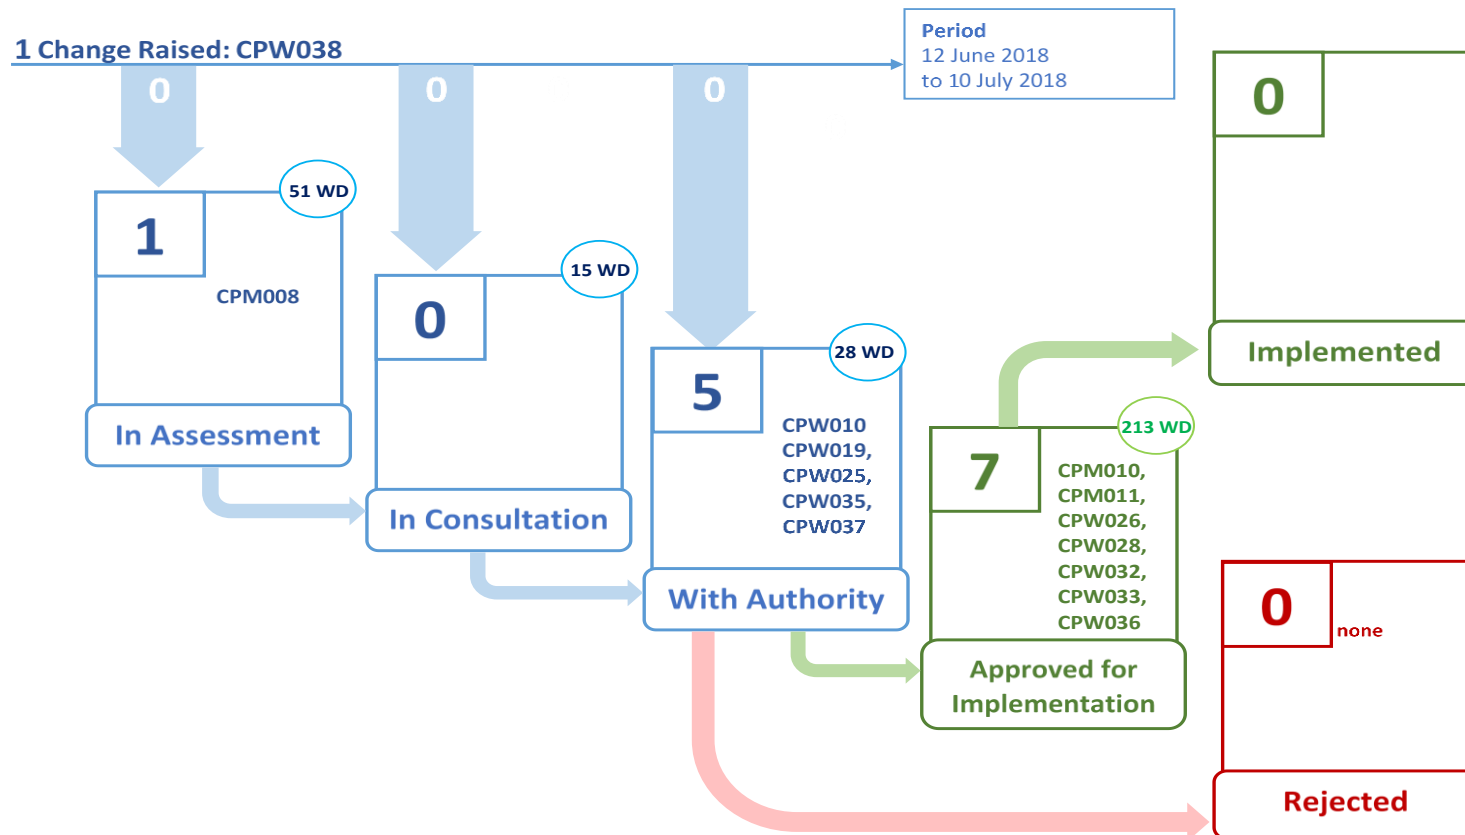 1 Change Raised: CPW038
Period
12 June 2018
to 10 July 2018
0
0
0
51 WD
1
CPM008
In Assessment
15 WD
0
In Consultation
28 WD
5
CPW010
CPW019,
CPW025,
CPW035,
CPW037
With Authority
213 WD
7
CPM010,
CPM011,
CPW026,
CPW028,
CPW032,
CPW033,
CPW036
Approved for
Implementation
0
Implemented
0
none
Rejected